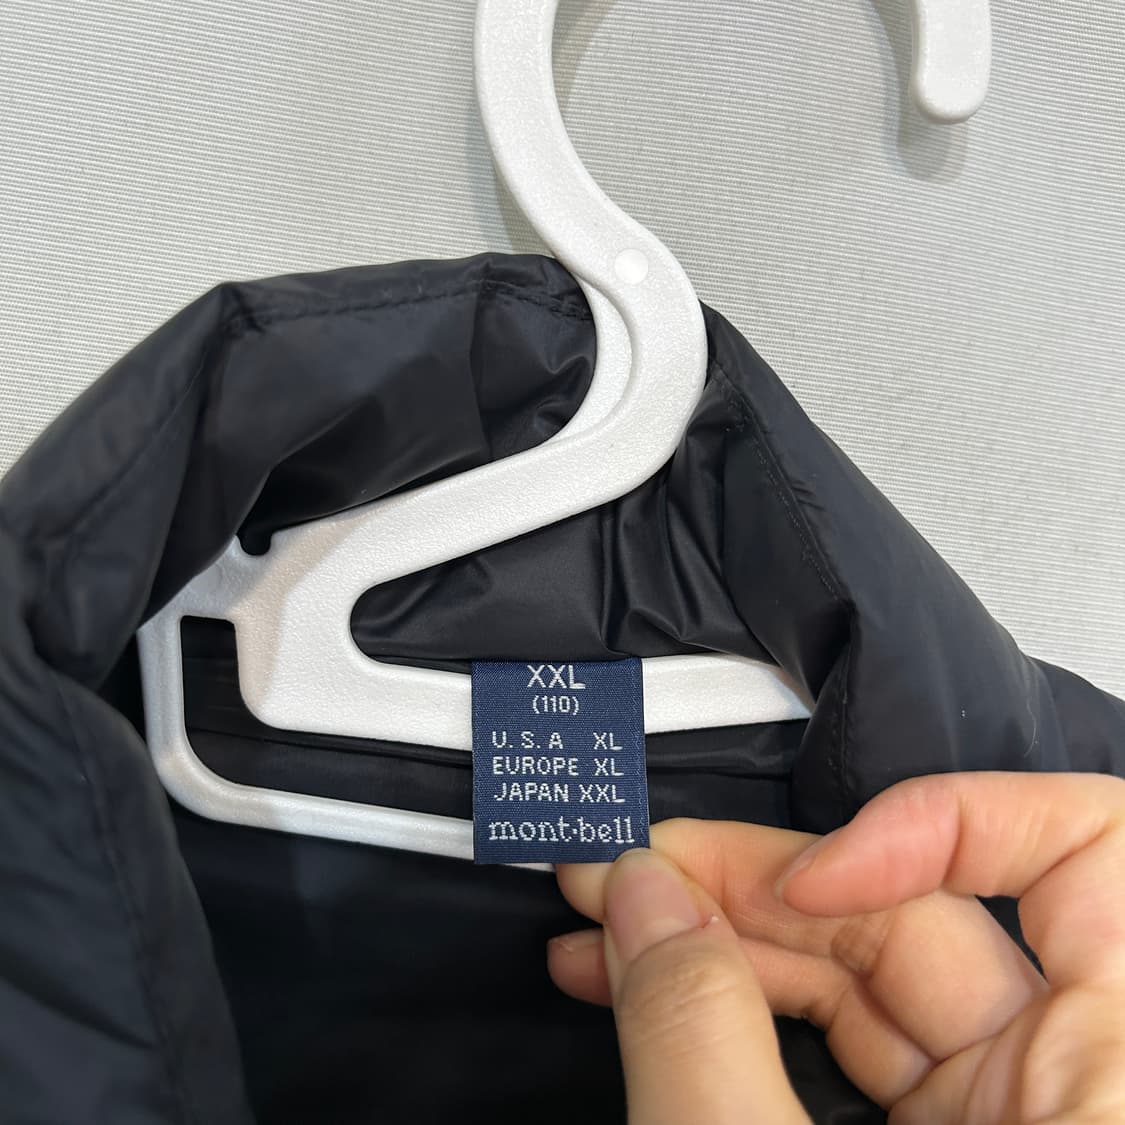 XXL
(110)
U.S.A XL
EUROPE XL
JAPAN XXL
mont·bell